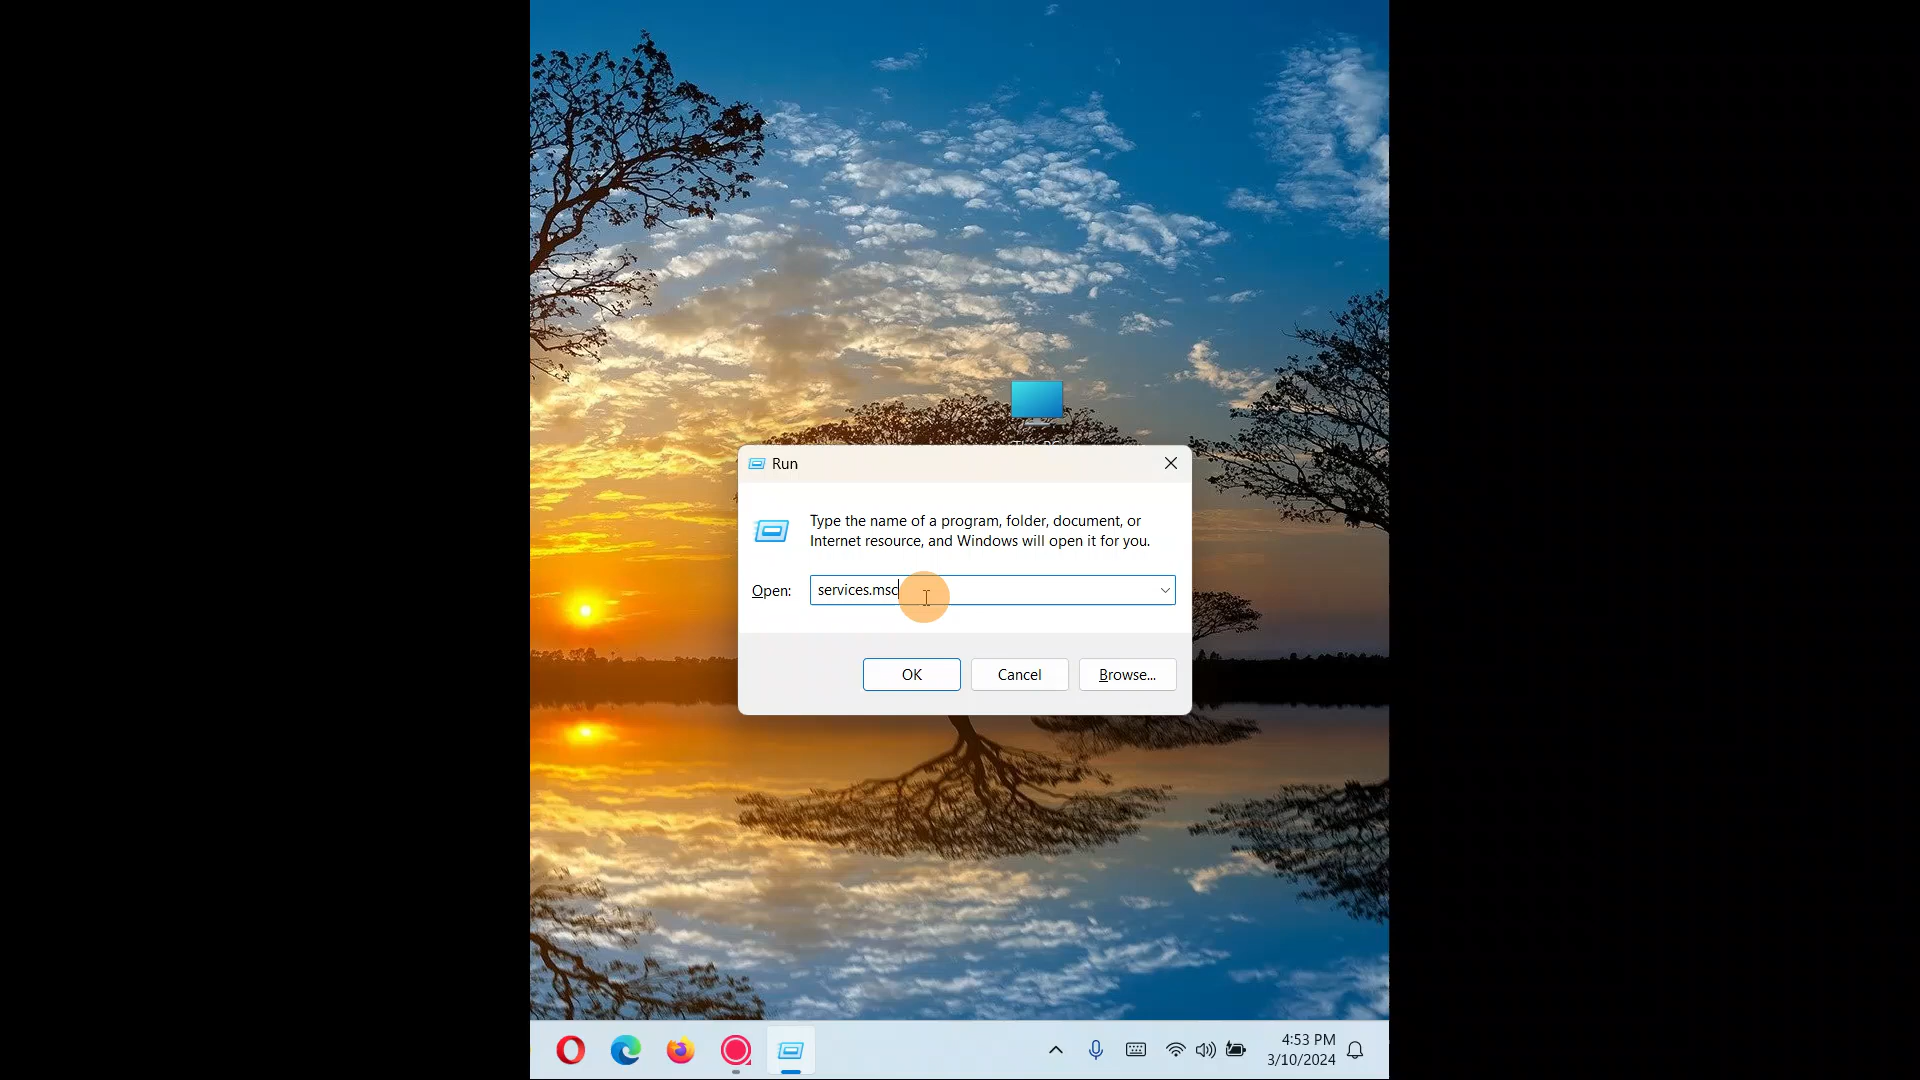 Run
Type the name of a program, folder, document, or
Internet resource, and Windows will open it for you.
Open:
services.msc
OK
Cancel
Browse...
4:53 PM
3/10/2024